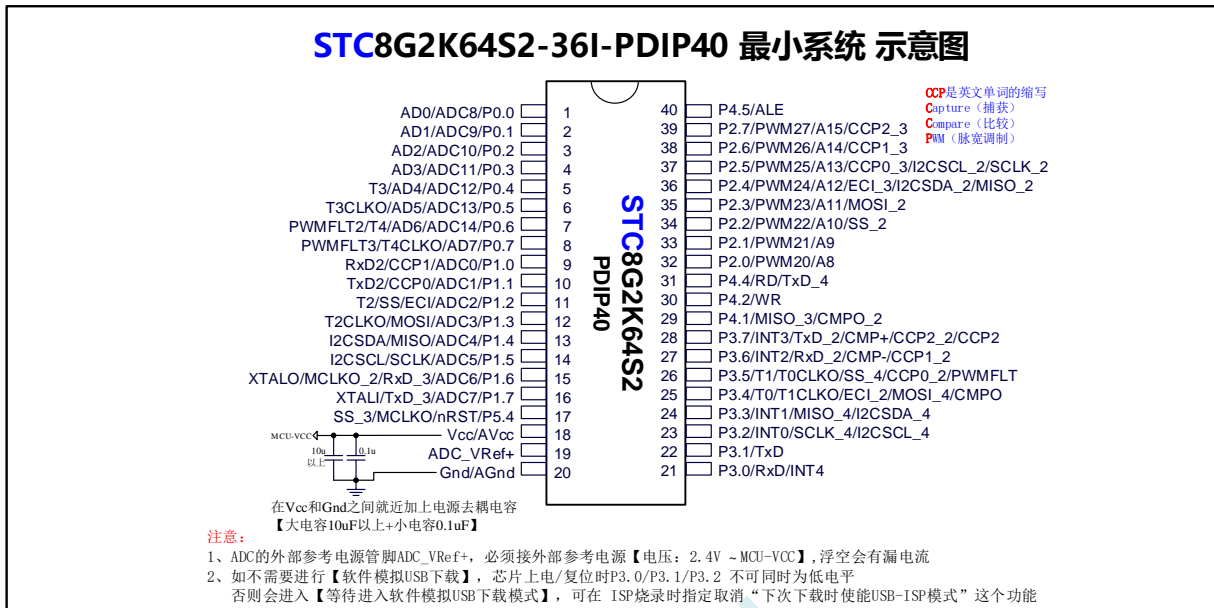 STC8G2K64S2-36I-PDIP40 最小系统 示意图
CCP是英文单词的缩写
Capture（捕获）
Compare（比较）
PWM（脉宽调制）
AD0/ADC8/P0.0 1
AD1/ADC9/P0.1 2
AD2/ADC10/P0.2 3
AD3/ADC11/P0.3 4
T3/AD4/ADC12/P0.4 5
T3CLKO/AD5/ADC13/P0.5 6
PWMFLT2/T4/AD6/ADC14/P0.6 7
PWMFLT3/T4CLKO/AD7/P0.7 8
RxD2/CCP1/ADC0/P1.0 9
TxD2/CCP0/ADC1/P1.1 10
T2/SS/ECI/ADC2/P1.2 11
T2CLKO/MOSI/ADC3/P1.3 12
I2CSDA/MISO/ADC4/P1.4 13
I2CSCL/SCLK/ADC5/P1.5 14
XTALO/MCLKO_2/RxD_3/ADC6/P1.6 15
XTALI/TxD_3/ADC7/P1.7 16
SS_3/MCLKO/nRST/P5.4 17
Vcc/AVcc 18
ADC_VRef+ 19
Gnd/AGnd 20
STC8G2K64S2
PDIP40
40 P4.5/ALE
39 P2.7/PWM27/A15/CCP2_3
38 P2.6/PWM26/A14/CCP1_3
37 P2.5/PWM25/A13/CCP0_3/I2CSCL_2/SCLK_2
36 P2.4/PWM24/A12/ECI_3/I2CSDA_2/MISO_2
35 P2.3/PWM23/A11/MOSI_2
34 P2.2/PWM22/A10/SS_2
33 P2.1/PWM21/A9
32 P2.0/PWM20/A8
31 P4.4/RD/TxD_4
30 P4.2/WR
29 P4.1/MISO_3/CMPO_2
28 P3.7/INT3/TxD_2/CMP+/CCP2_2/CCP2
27 P3.6/INT2/RxD_2/CMP-/CCP1_2
26 P3.5/T1/T0CLKO/SS_4/CCP0_2/PWMFLT
25 P3.4/T0/T1CLKO/ECI_2/MOSI_4/CMPO
24 P3.3/INT1/MISO_4/I2CSDA_4
23 P3.2/INT0/SCLK_4/I2CSCL_4
22 P3.1/TxD
21 P3.0/RxD/INT4
MCU-VCC
10u
以上
0.1u
在Vcc和Gnd之间就近加上电源去耦电容
【大电容10uF以上+小电容0.1uF】
注意：
1、ADC的外部参考电源管脚ADC_VRef+，必须接外部参考电源【电压：2.4V ~ MCU-VCC】,浮空会有漏电流
2、如不需要进行【软件模拟USB下载】，芯片上电/复位时P3.0/P3.1/P3.2 不可同时为低电平
否则会进入【等待进入软件模拟USB下载模式】，可在 ISP烧录时指定取消“下次下载时使能USB-ISP模式”这个功能